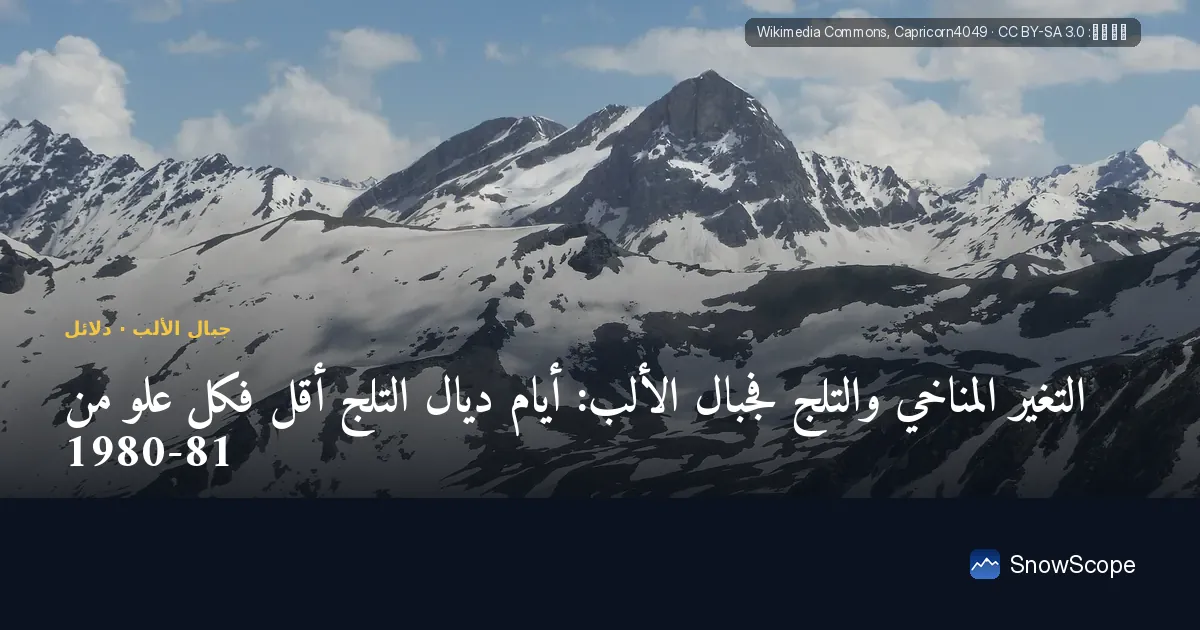 Wikimedia Commons, Capricorn4049 · CC BY-SA 3.0 :
جبال الألب · دلائل
التغير المناخي والتلج فجبال الألب: أيام ديال التلج أقل فكل علو من
1980-81
SnowScope